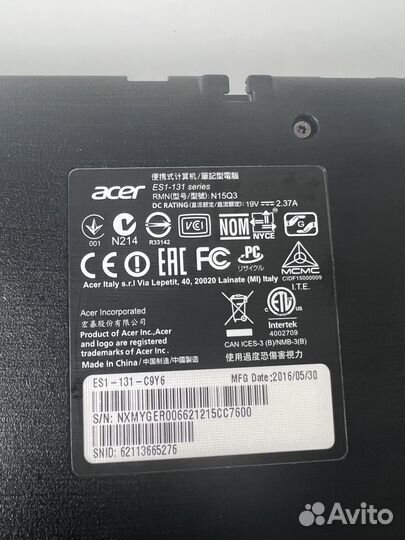 便携式计算机/筆記型電腦
acer
ES1-131 series
RMN(型号/型號): N15Q3
DC RATING (直流額定/直流额定): 19V 2.37A
001
N214
R33142
VCI
NOM
NYCE
G
CE EAC FC PC
リサイクル
MCMC
CIDF15000009
Acer Italy s.r.l Via Lepetit, 40, 20020 Lainate (MI) Italy
I.T.E.
ETL
Intertek
4002709
Acer Incorporated
宏碁股份有限公司
Product of Acer Inc., Acer
and logo are registered
trademarks of Acer Inc.
Made In China/中国制造/中國製造
CAN ICES-3 (B)/NMB-3(B)
使用過度恐傷害視力
ES1-131-C9Y6
MFG Date:2016/05/30
S/N: NXMYGER006621215CC7600
SNID: 62113665276
Avito